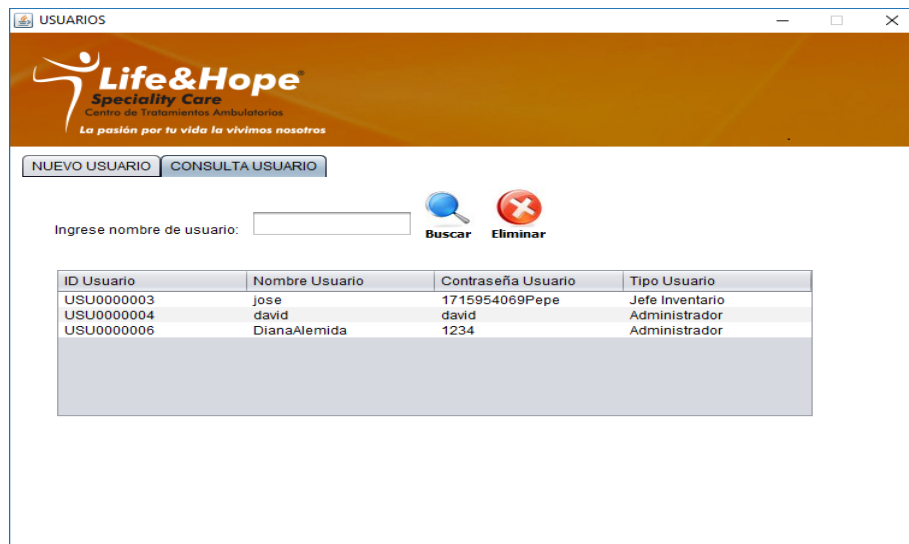 USUARIOS
Life&Hope®
Speciality Care
Centro de Tratamientos Ambulatorios
La pasión por tu vida la vivimos nosotros
NUEVO USUARIO CONSULTA USUARIO
Ingrese nombre de usuario: Buscar Eliminar
ID Usuario Nombre Usuario Contraseña Usuario Tipo Usuario
USU0000003 jose 1715954069Pepe Jefe Inventario
USU0000004 david david Administrador
USU0000006 DianaAlemida 1234 Administrador